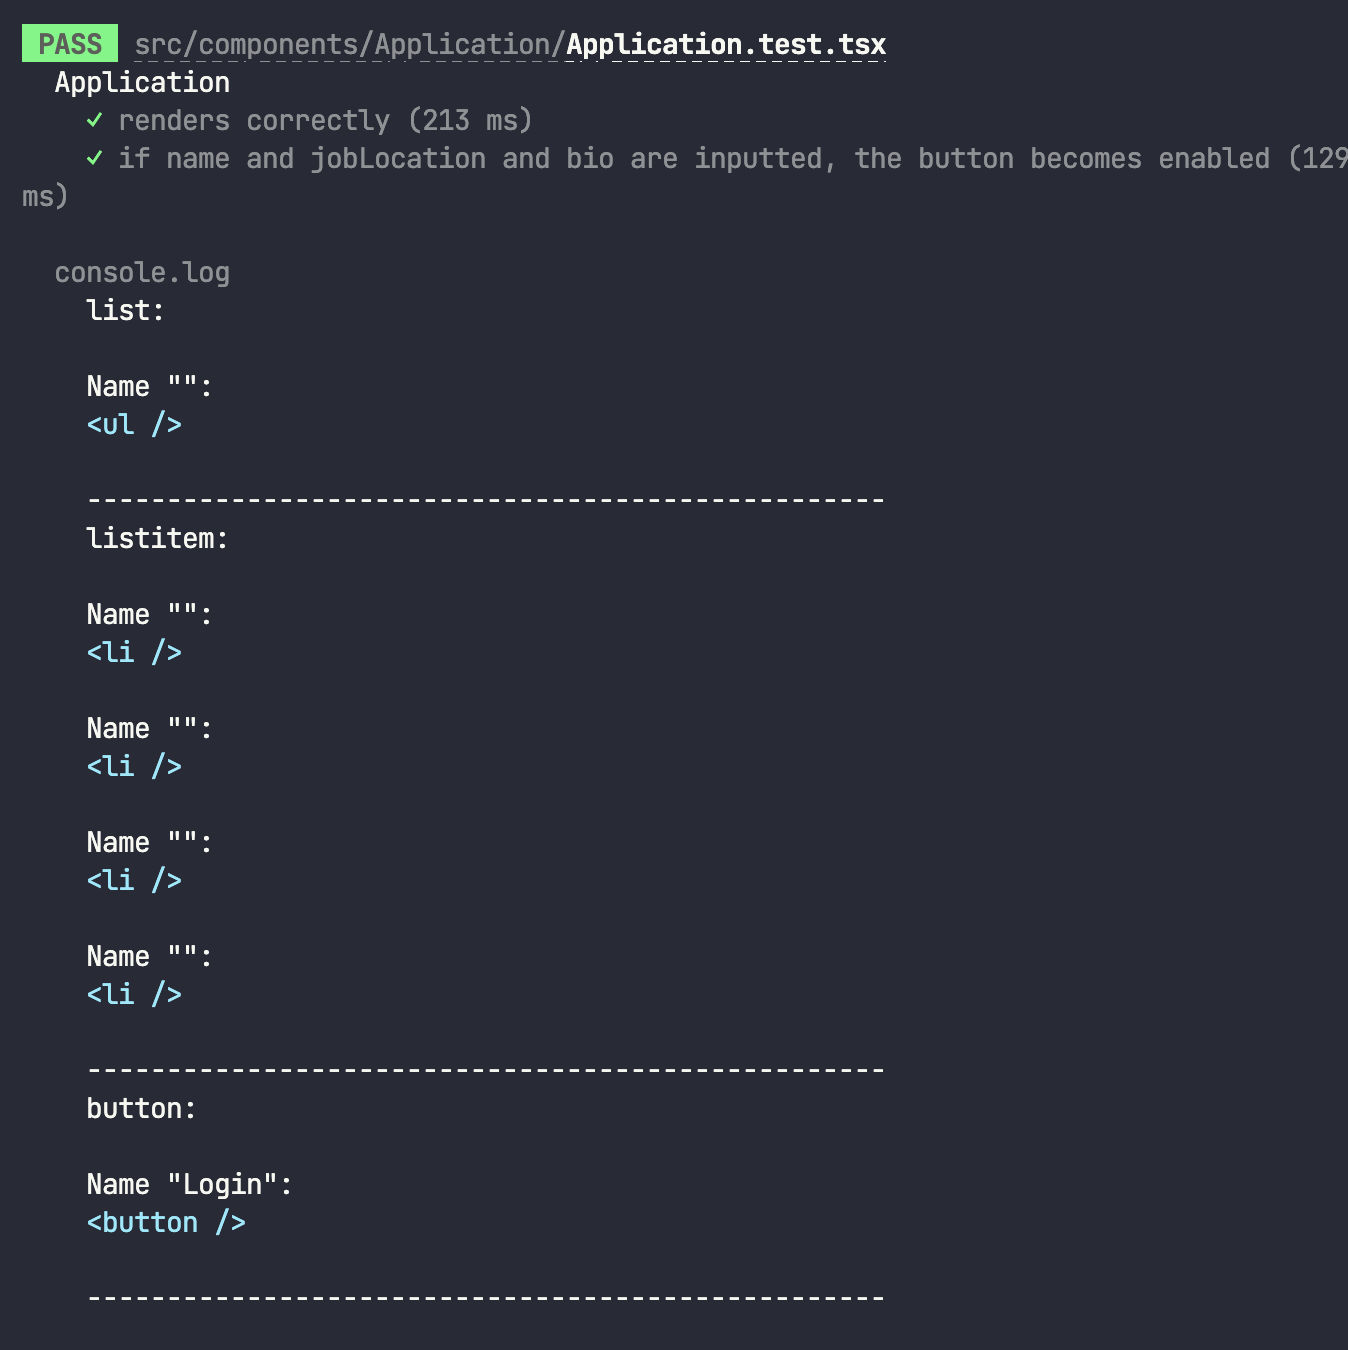 PASS src/components/Application/Application.test.tsx
Application
✓ renders correctly (213 ms)
✓ if name and jobLocation and bio are inputted, the button becomes enabled (129
ms)
console.log
list:
Name "":
<ul />
--------------------------------------------------
listitem:
Name "":
<li />
Name "":
<li />
Name "":
<li />
Name "":
<li />
--------------------------------------------------
button:
Name "Login":
<button />
--------------------------------------------------